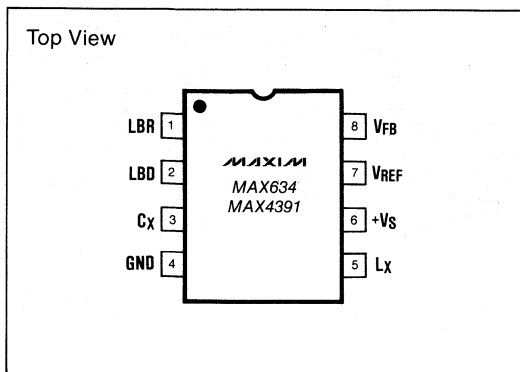 Top View
LBR 1
LBD 2
CX 3
GND 4
MAXIM
MAX634
MAX4391
8 VFB
7 VREF
6 +VS
5 LX